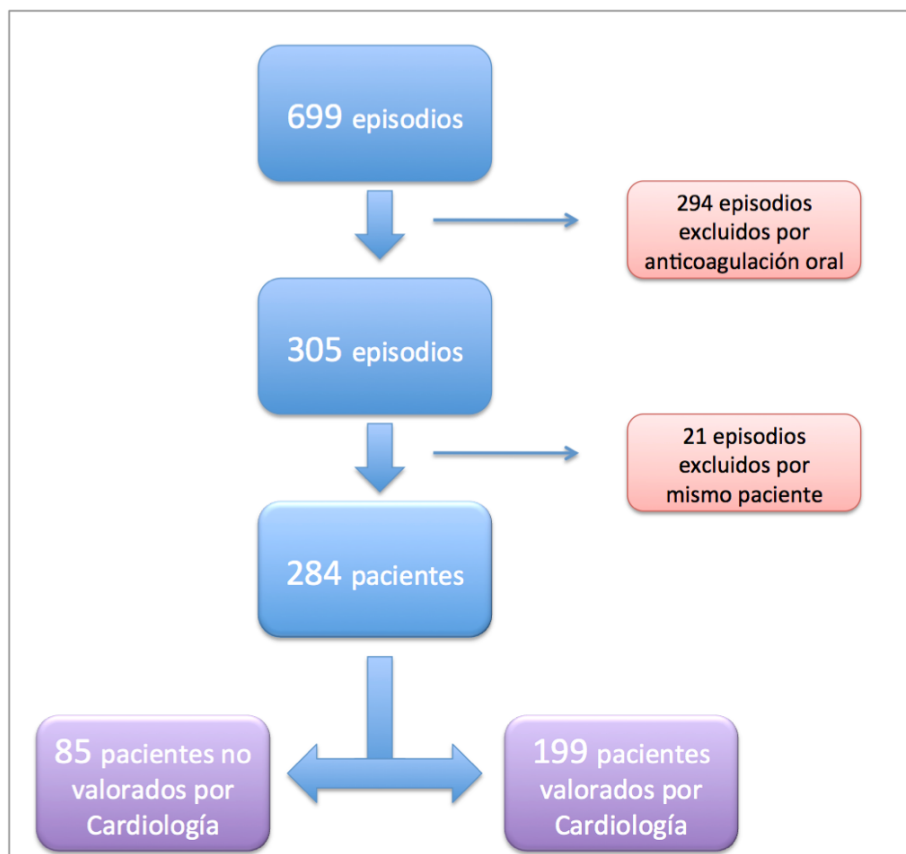 699 episodios
294 episodios
excluidos por
anticoagulación oral
305 episodios
21 episodios
excluidos por
mismo paciente
284 pacientes
85 pacientes no
valorados por
Cardiología
199 pacientes
valorados por
Cardiología